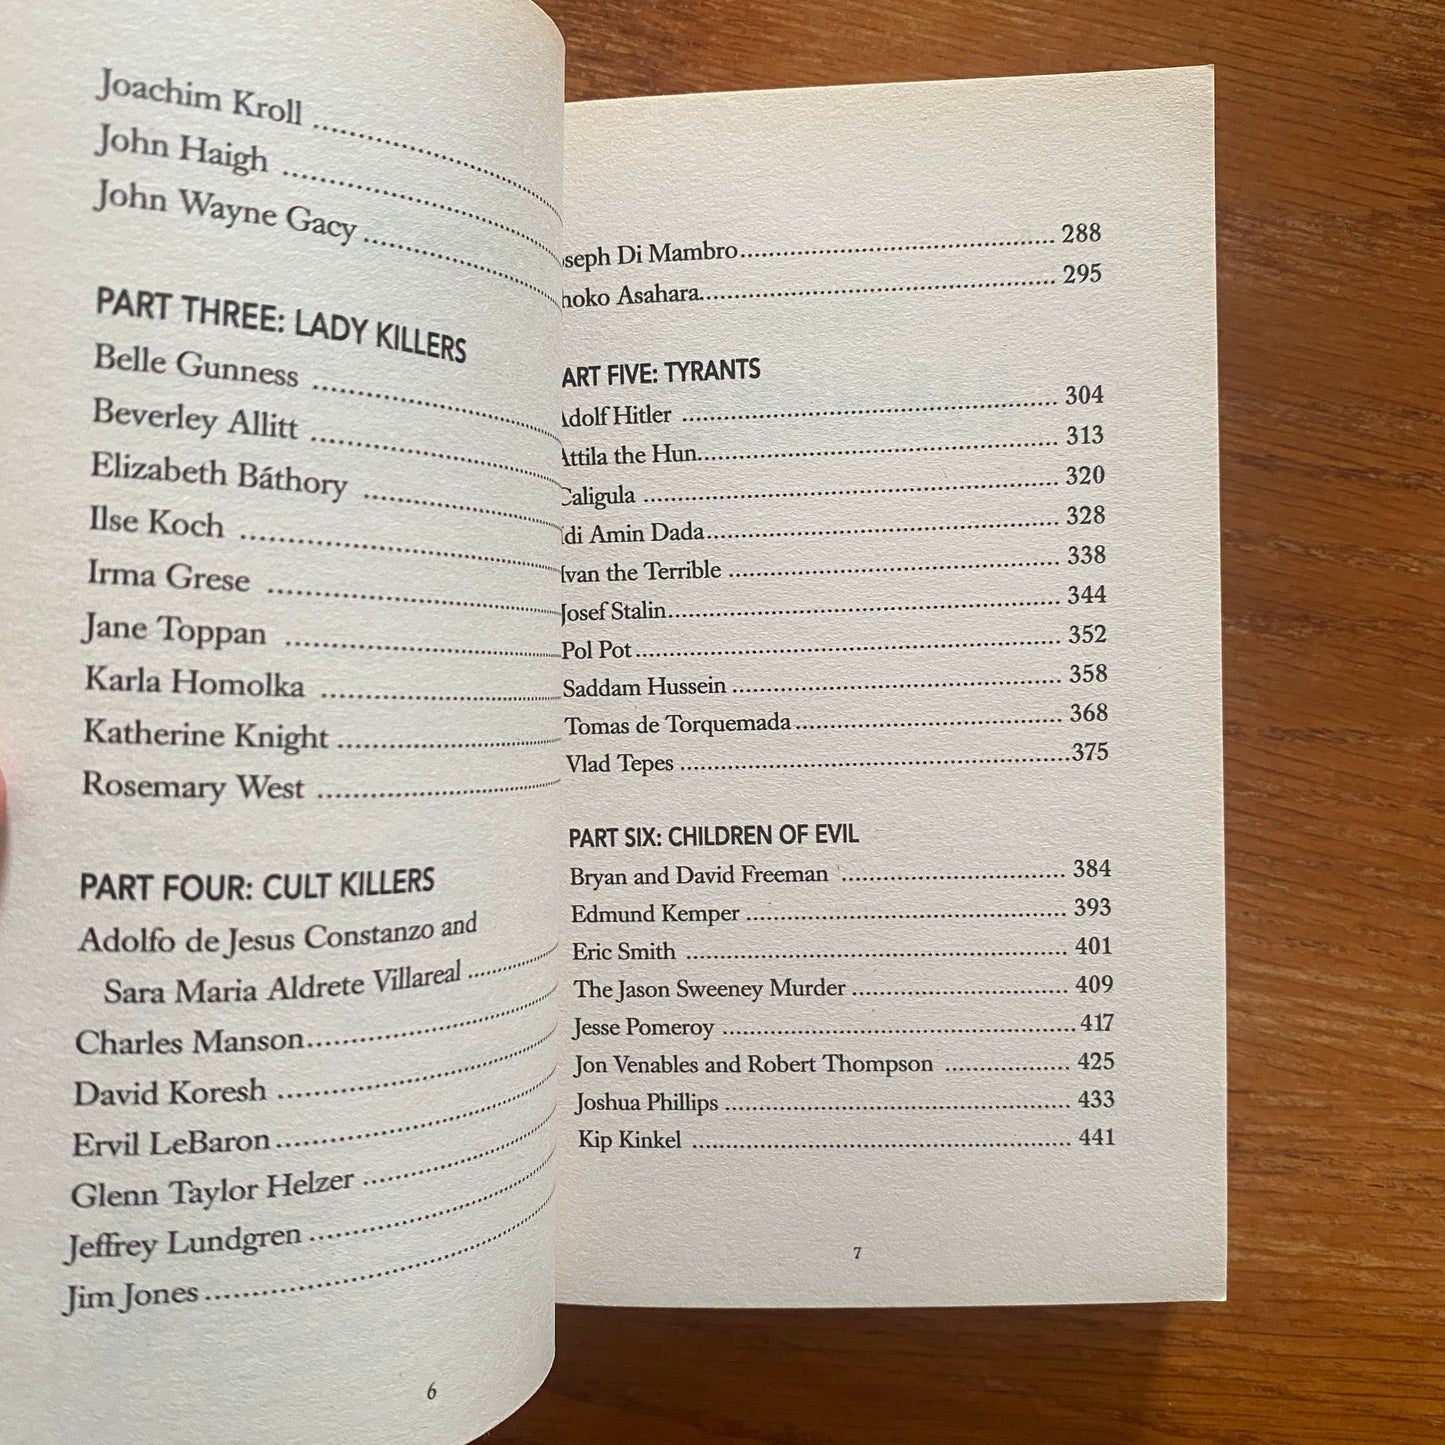 Joachim Kroll ..........
John Haigh ..........
John Wayne Gacy ..........
PART THREE: LADY KILLERS
Belle Gunness ..........
Beverley Allitt ..........
Elizabeth Báthory ..........
Ilse Koch ..........
Irma Grese ..........
Jane Toppan ..........
Karla Homolka ..........
Katherine Knight ..........
Rosemary West ..........
PART FOUR: CULT KILLERS
Adolfo de Jesus Constanzo and
Sara Maria Aldrete Villareal ..........
Charles Manson ..........
David Koresh ..........
Ervil LeBaron ..........
Glenn Taylor Helzer ..........
Jeffrey Lundgren ..........
Jim Jones ..........
6
seph Di Mambro .......... 288
hoko Asahara .......... 295
ART FIVE: TYRANTS
Adolf Hitler .......... 304
Attila the Hun .......... 313
Caligula .......... 320
Idi Amin Dada .......... 328
Ivan the Terrible .......... 338
Josef Stalin .......... 344
Pol Pot .......... 352
Saddam Hussein .......... 358
Tomas de Torquemada .......... 368
Vlad Tepes .......... 375
PART SIX: CHILDREN OF EVIL
Bryan and David Freeman .......... 384
Edmund Kemper .......... 393
Eric Smith .......... 401
The Jason Sweeney Murder .......... 409
Jesse Pomeroy .......... 417
Jon Venables and Robert Thompson .......... 425
Joshua Phillips .......... 433
Kip Kinkel .......... 441
7